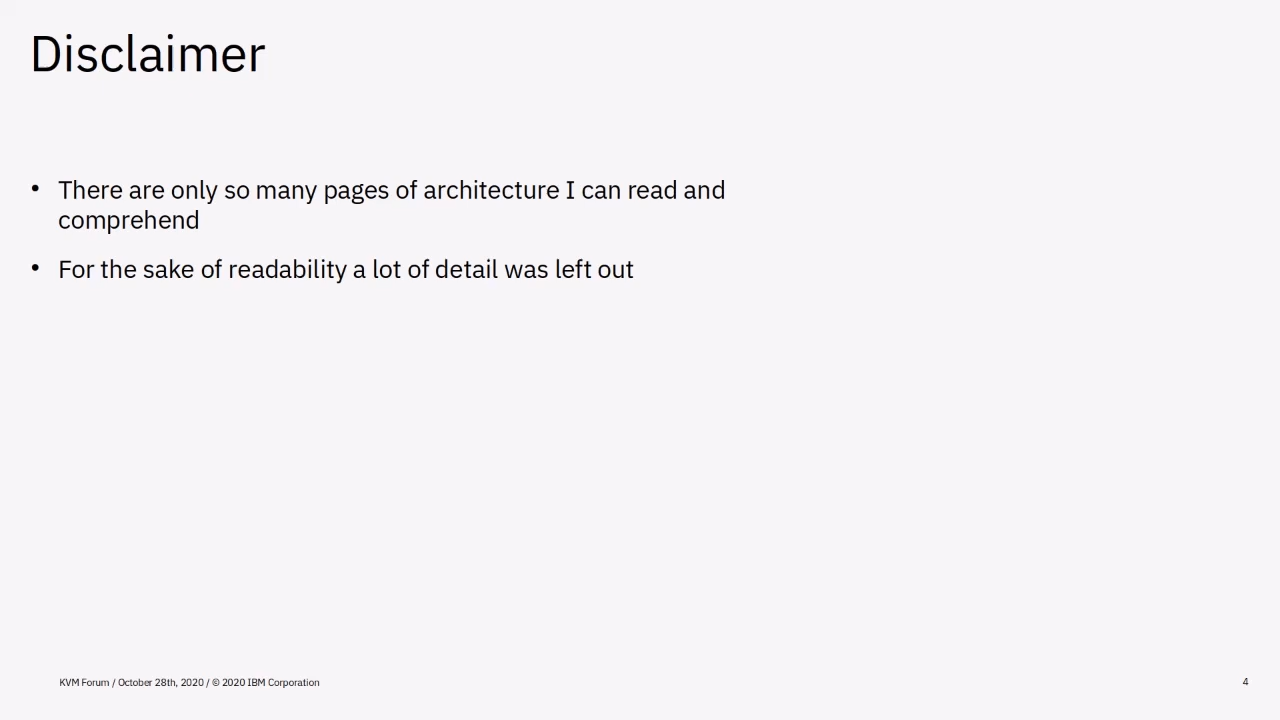 Disclaimer
• There are only so many pages of architecture I can read and
comprehend
• For the sake of readability a lot of detail was left out
KVM Forum / October 28th, 2020 / © 2020 IBM Corporation
4